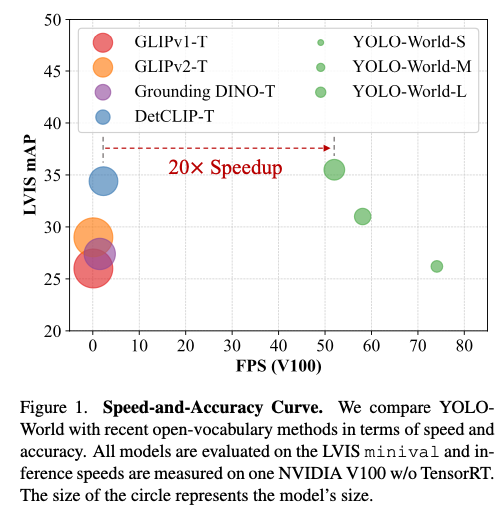 50
45
40
35
30
25
20
LVIS mAP
GLIPv1-T
GLIPv2-T
Grounding DINO-T
DetCLIP-T
YOLO-World-S
YOLO-World-M
YOLO-World-L
20× Speedup
0 10 20 30 40 50 60 70 80
FPS (V100)
Figure 1. Speed-and-Accuracy Curve. We compare YOLO-
World with recent open-vocabulary methods in terms of speed and
accuracy. All models are evaluated on the LVIS minival and in-
ference speeds are measured on one NVIDIA V100 w/o TensorRT.
The size of the circle represents the model's size.